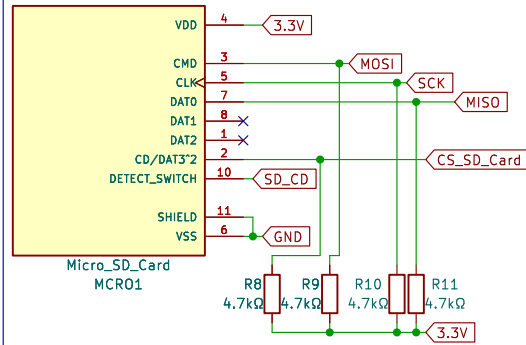 VDD 4 3.3V
CMD 3 MOSI
CLK 5 SCK
DAT0 7 MISO
DAT1 8
DAT2 1
CD/DAT3^2 2 CS_SD_Card
DETECT_SWITCH 10 SD_CD
SHIELD 11
VSS 6 GND
Micro_SD_Card
MCRO1
R8 R9 R10 R11
4.7kΩ 4.7kΩ 4.7kΩ 4.7kΩ
3.3V